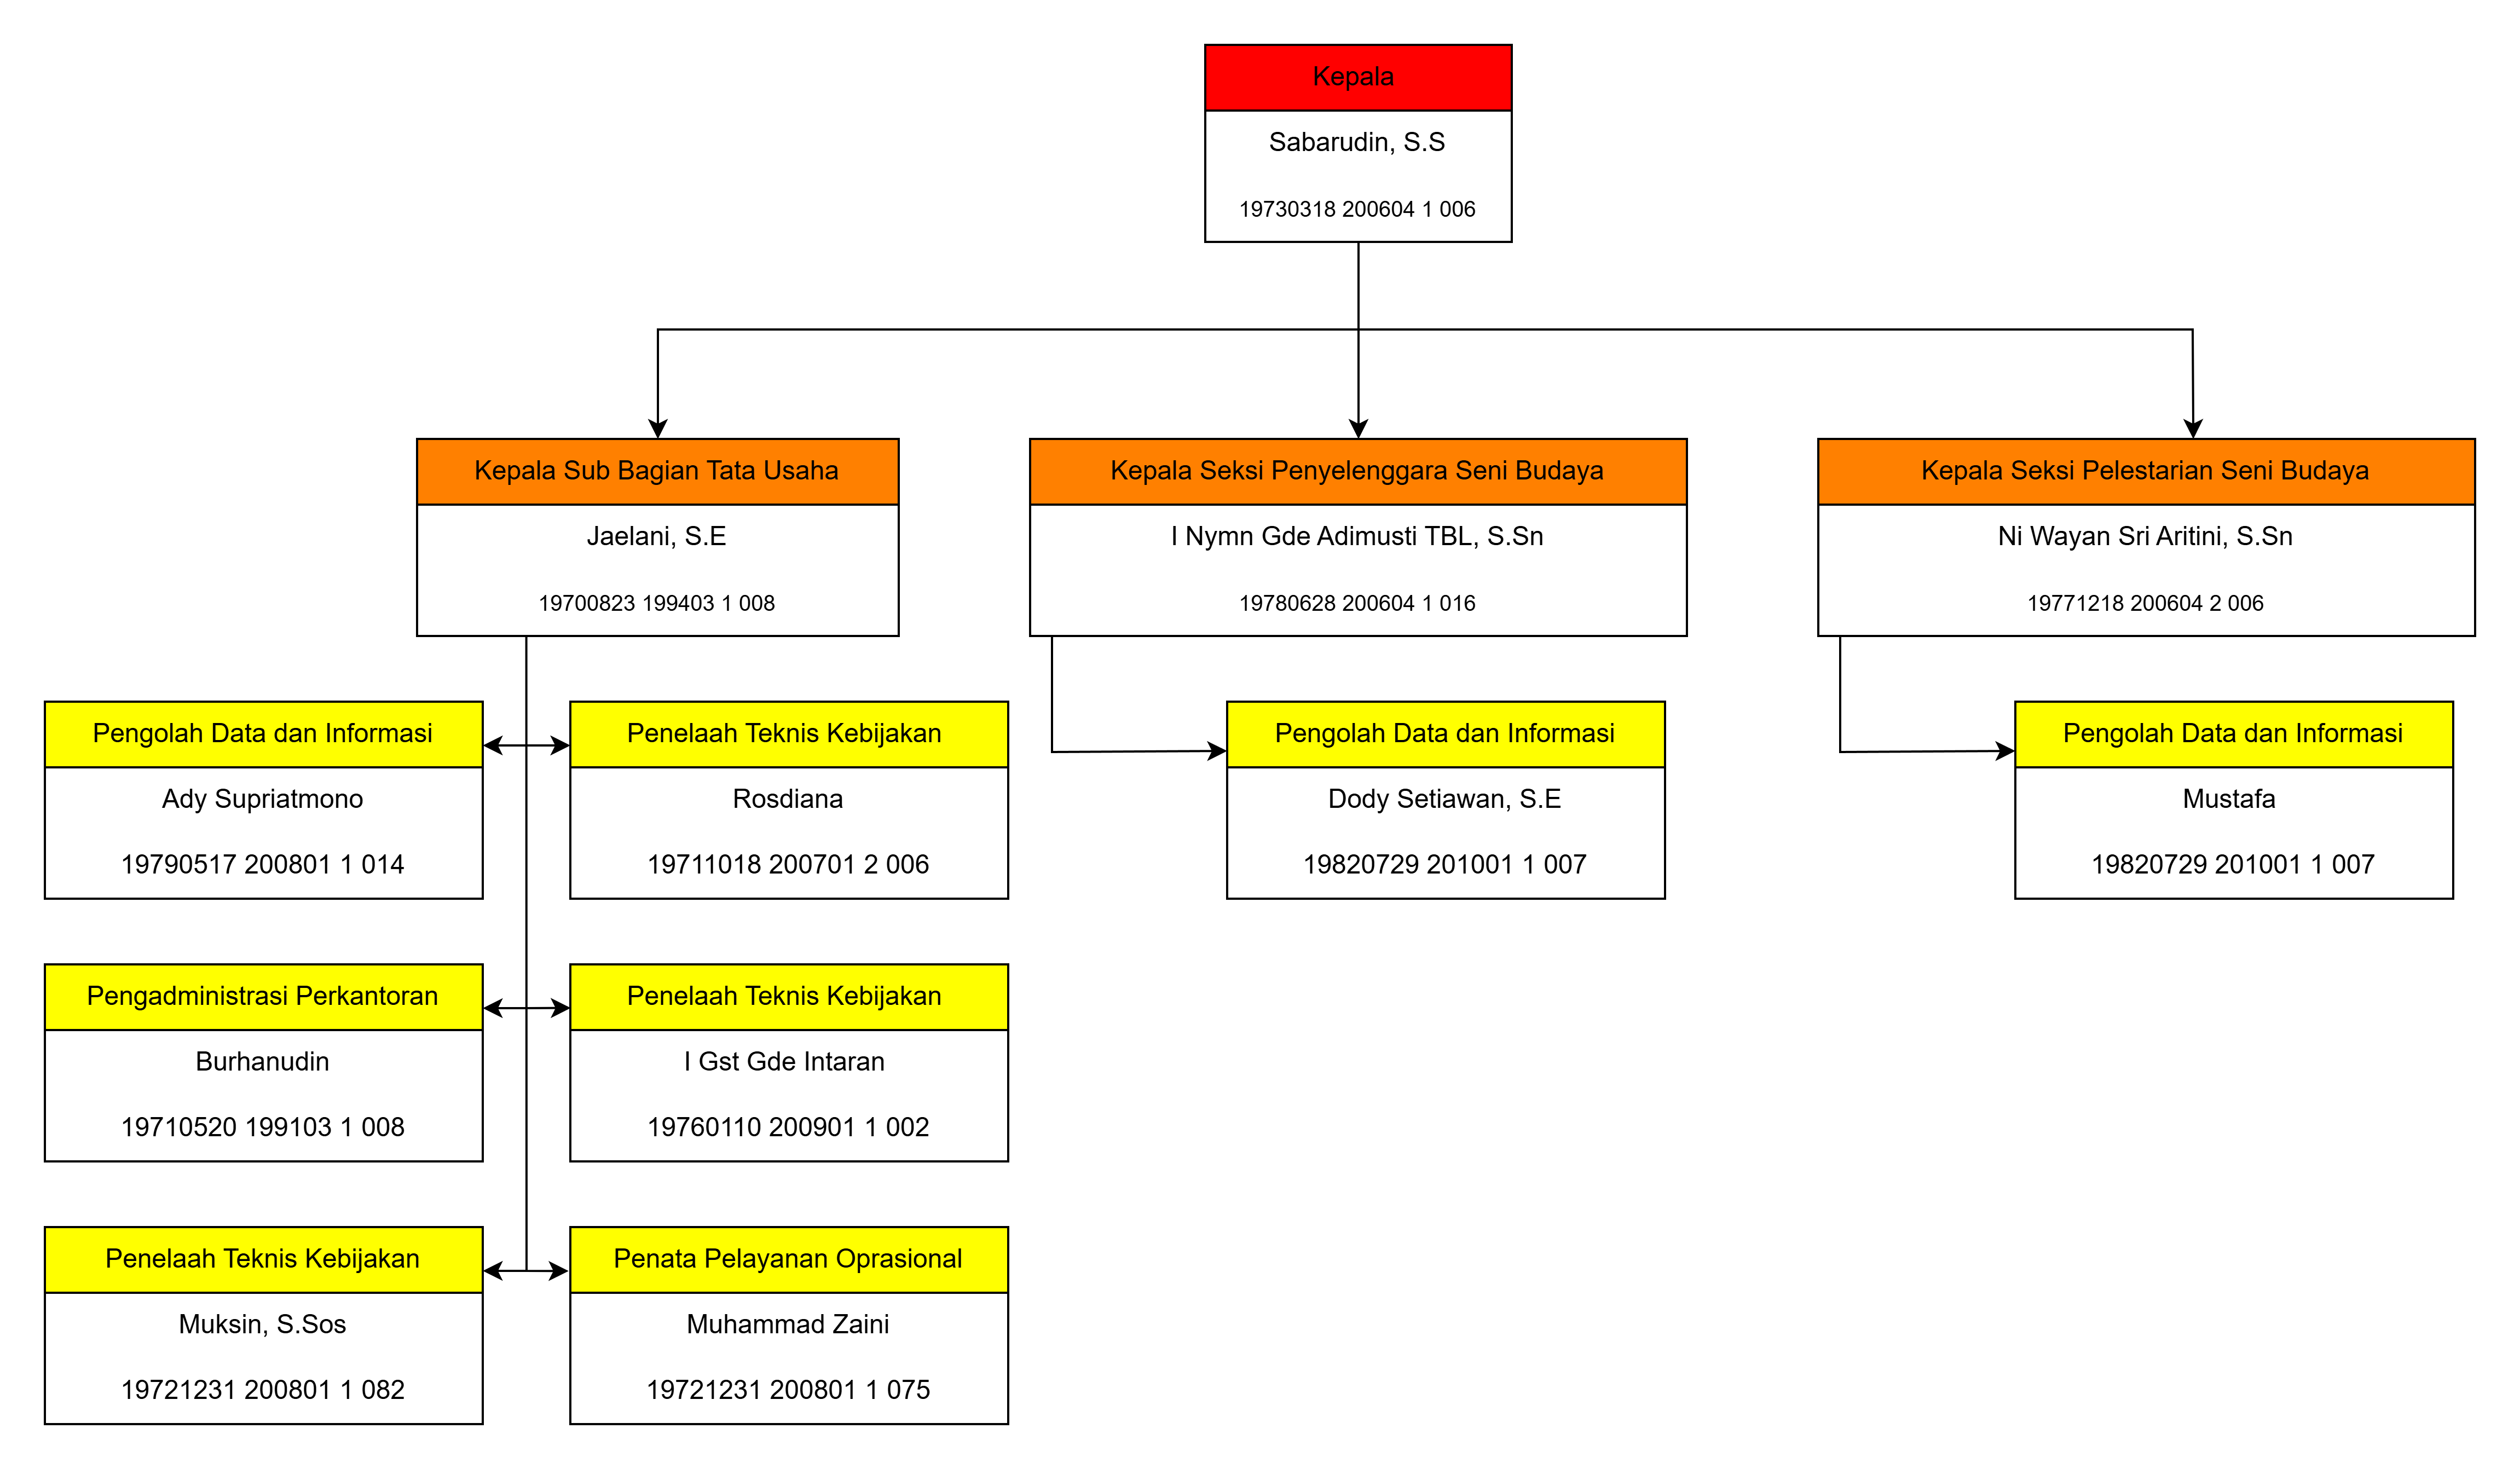 Kepala
Sabarudin, S.S
19730318 200604 1 006
Kepala Sub Bagian Tata Usaha
Jaelani, S.E
19700823 199403 1 008
Kepala Seksi Penyelenggara Seni Budaya
I Nymn Gde Adimusti TBL, S.Sn
19780628 200604 1 016
Kepala Seksi Pelestarian Seni Budaya
Ni Wayan Sri Aritini, S.Sn
19771218 200604 2 006
Pengolah Data dan Informasi
Ady Supriatmono
19790517 200801 1 014
Penelaah Teknis Kebijakan
Rosdiana
19711018 200701 2 006
Pengolah Data dan Informasi
Dody Setiawan, S.E
19820729 201001 1 007
Pengolah Data dan Informasi
Mustafa
19820729 201001 1 007
Pengadministrasi Perkantoran
Burhanudin
19710520 199103 1 008
Penelaah Teknis Kebijakan
I Gst Gde Intaran
19760110 200901 1 002
Penelaah Teknis Kebijakan
Muksin, S.Sos
19721231 200801 1 082
Penata Pelayanan Oprasional
Muhammad Zaini
19721231 200801 1 075